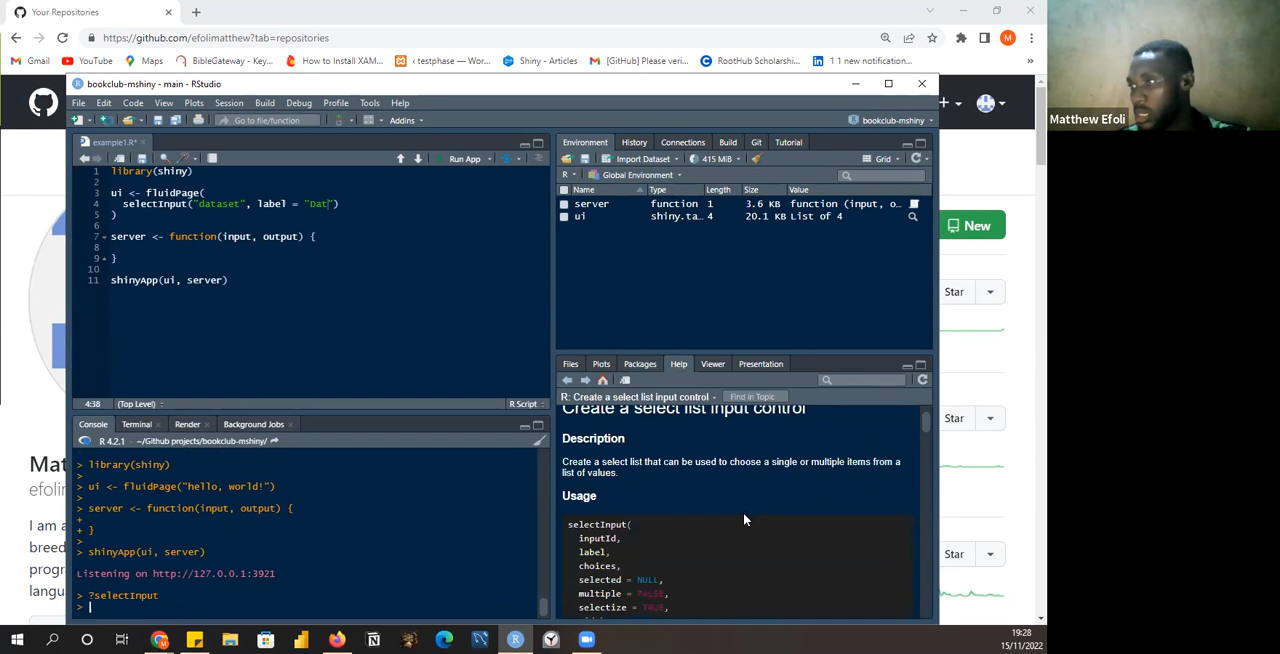 Your Repositories
https://github.com/efolimatthew?tab=repositories
Gmail YouTube Maps BibleGateway - Key... How to Install XAM... testphase — Wor... Shiny - Articles [GitHub] Please veri... RootHub Scholarship... 1 1 new notification...
bookclub-mshiny - main - RStudio
File Edit Code View Plots Session Build Debug Profile Tools Help
Go to file/function Addins bookclub-mshiny
example1.R*
Run App
1 library(shiny)
2
3 ui <- fluidPage(
4 selectInput("dataset", label = "Dat")
5 )
6
7 server <- function(input, output) {
8
9 }
10
11 shinyApp(ui, server)
4:38 (Top Level) R Script
Environment History Connections Build Git Tutorial
Import Dataset 415 MiB Grid
R Global Environment
Name Type Length Size Value
server function 1 3.6 KB function (input, o...
ui shiny.ta... 4 20.1 KB List of 4
Console Terminal Render Background Jobs
R 4.2.1 · ~/Github projects/bookclub-mshiny/
> library(shiny)
>
> ui <- fluidPage("hello, world!")
>
> server <- function(input, output) {
+
+ }
>
> shinyApp(ui, server)
Listening on http://127.0.0.1:3921
> ?selectInput
>
Files Plots Packages Help Viewer Presentation
R: Create a select list input control Find in Topic
Create a select list input control
Description
Create a select list that can be used to choose a single or multiple items from a
list of values.
Usage
selectInput(
inputId,
label,
choices,
selected = NULL,
multiple = FALSE,
selectize = TRUE,
New
Star
Star
Star
Mat
efolim
I am a
breed
progr
langu
Matthew Efoli
19:28
15/11/2022